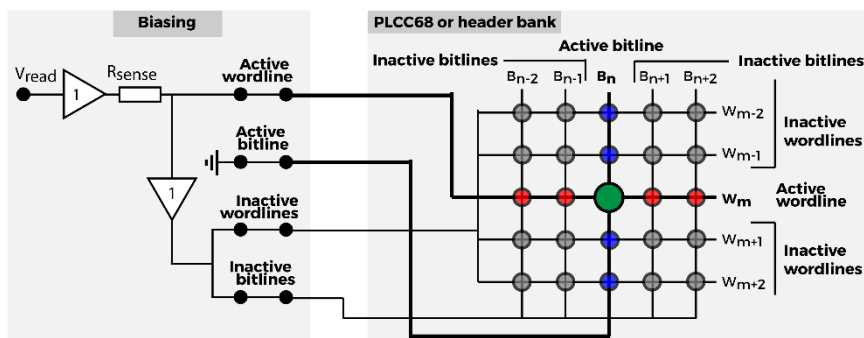 Biasing
PLCC68 or header bank
Vread
1
Rsense
Active
wordline
Active
bitline
1
Inactive
wordlines
Inactive
bitlines
Active bitline
Inactive bitlines
Inactive bitlines
Bn-2 Bn-1 Bn Bn+1 Bn+2
Wm-2
Wm-1
Inactive
wordlines
Wm
Active
wordline
Wm+1
Wm+2
Inactive
wordlines